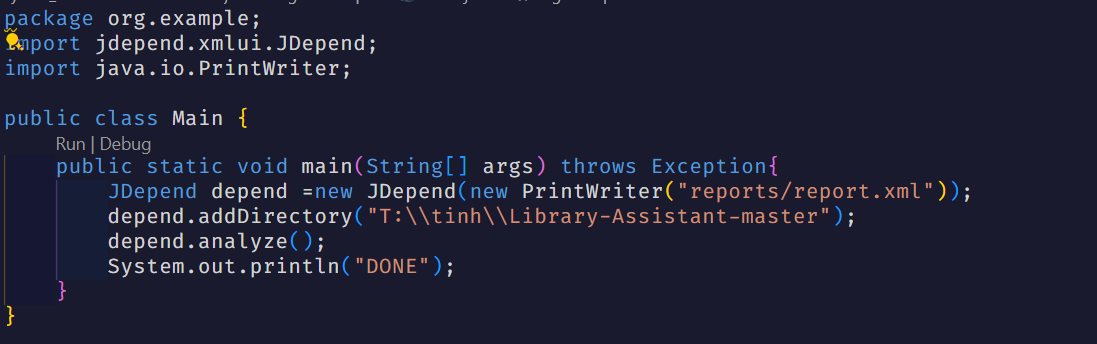 package org.example;
import jdepend.xmlui.JDepend;
import java.io.PrintWriter;
public class Main {
Run | Debug
public static void main(String[] args) throws Exception{
JDepend depend =new JDepend(new PrintWriter("reports/report.xml"));
depend.addDirectory("T:\\tinh\\Library-Assistant-master");
depend.analyze();
System.out.println("DONE");
}
}